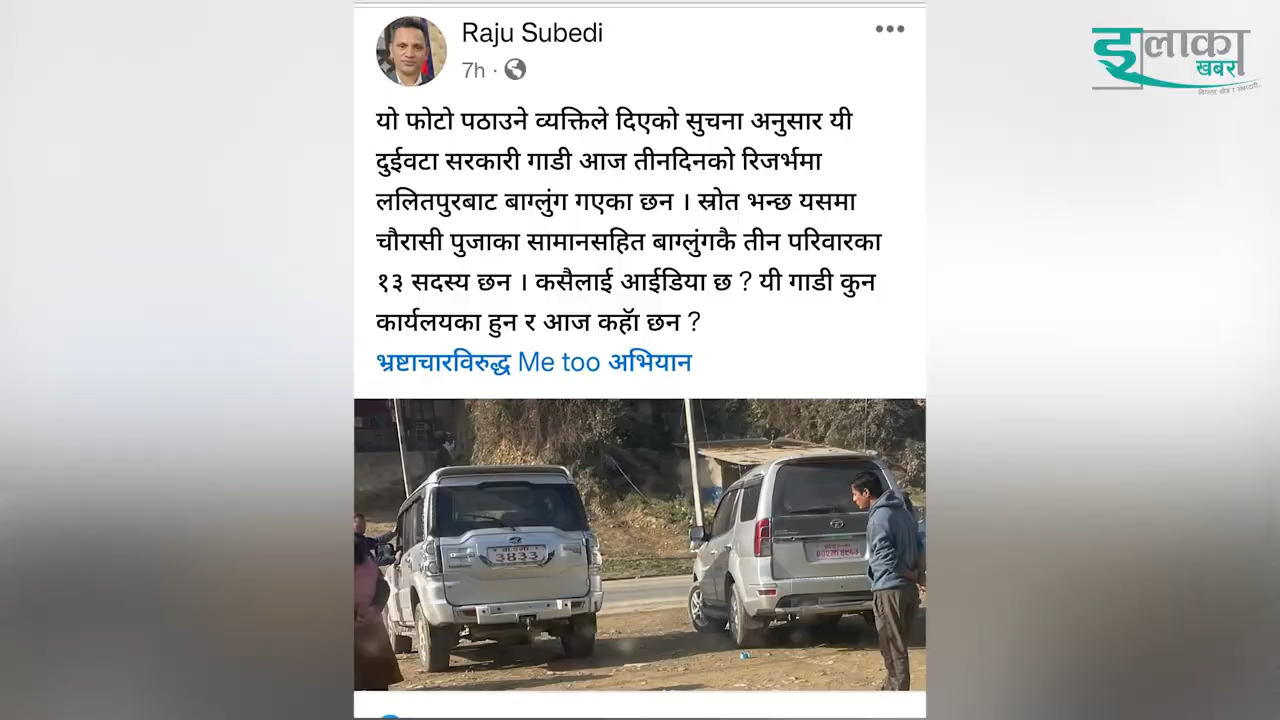 Raju Subedi
7h ·
यो फोटो पठाउने व्यक्तिले दिएको सुचना अनुसार यी
दुईवटा सरकारी गाडी आज तीनदिनको रिजर्भमा
ललितपुरबाट बाग्लुंग गएका छन । स्रोत भन्छ यसमा
चौरासी पुजाका सामानसहित बाग्लुंगकै तीन परिवारका
१३ सदस्य छन । कसैलाई आईडिया छ ? यी गाडी कुन
कार्यलयका हुन र आज कहॅा छन ?
भ्रष्टाचारविरुद्ध Me too अभियान
इलाका
खबर